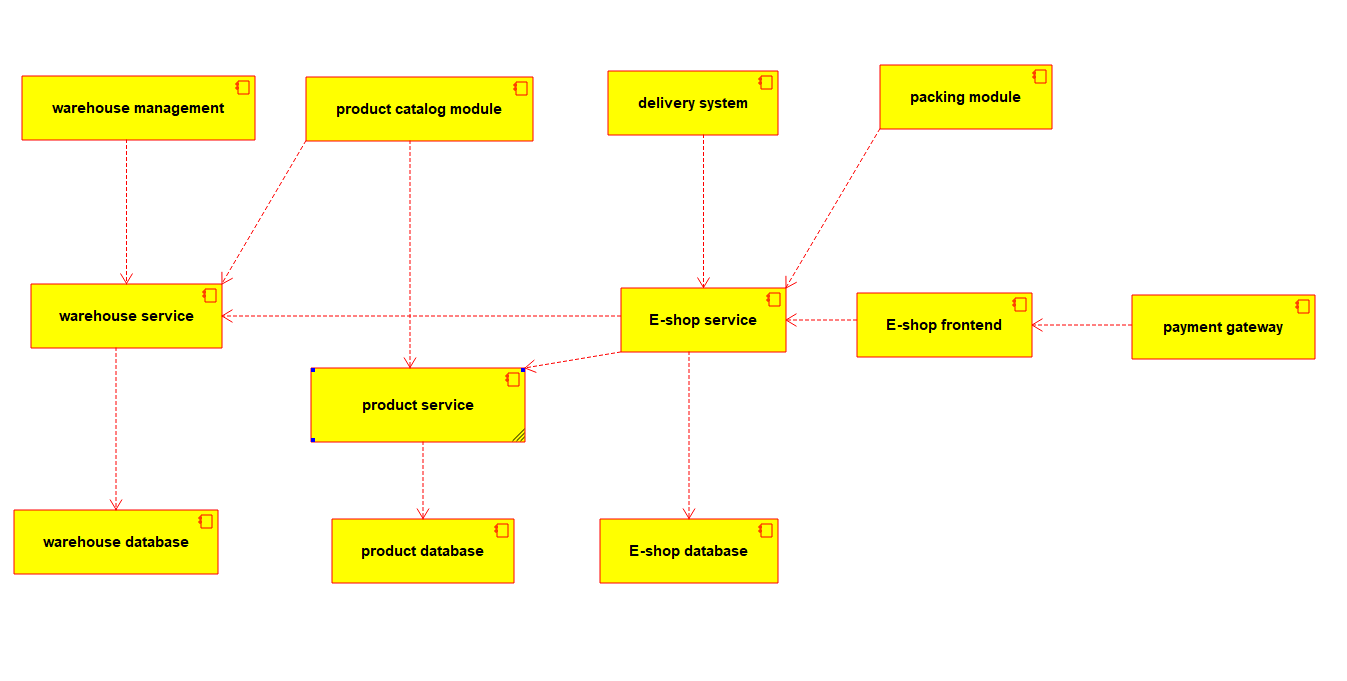 warehouse management
product catalog module
delivery system
packing module
warehouse service
E-shop service
E-shop frontend
payment gateway
product service
warehouse database
product database
E-shop database